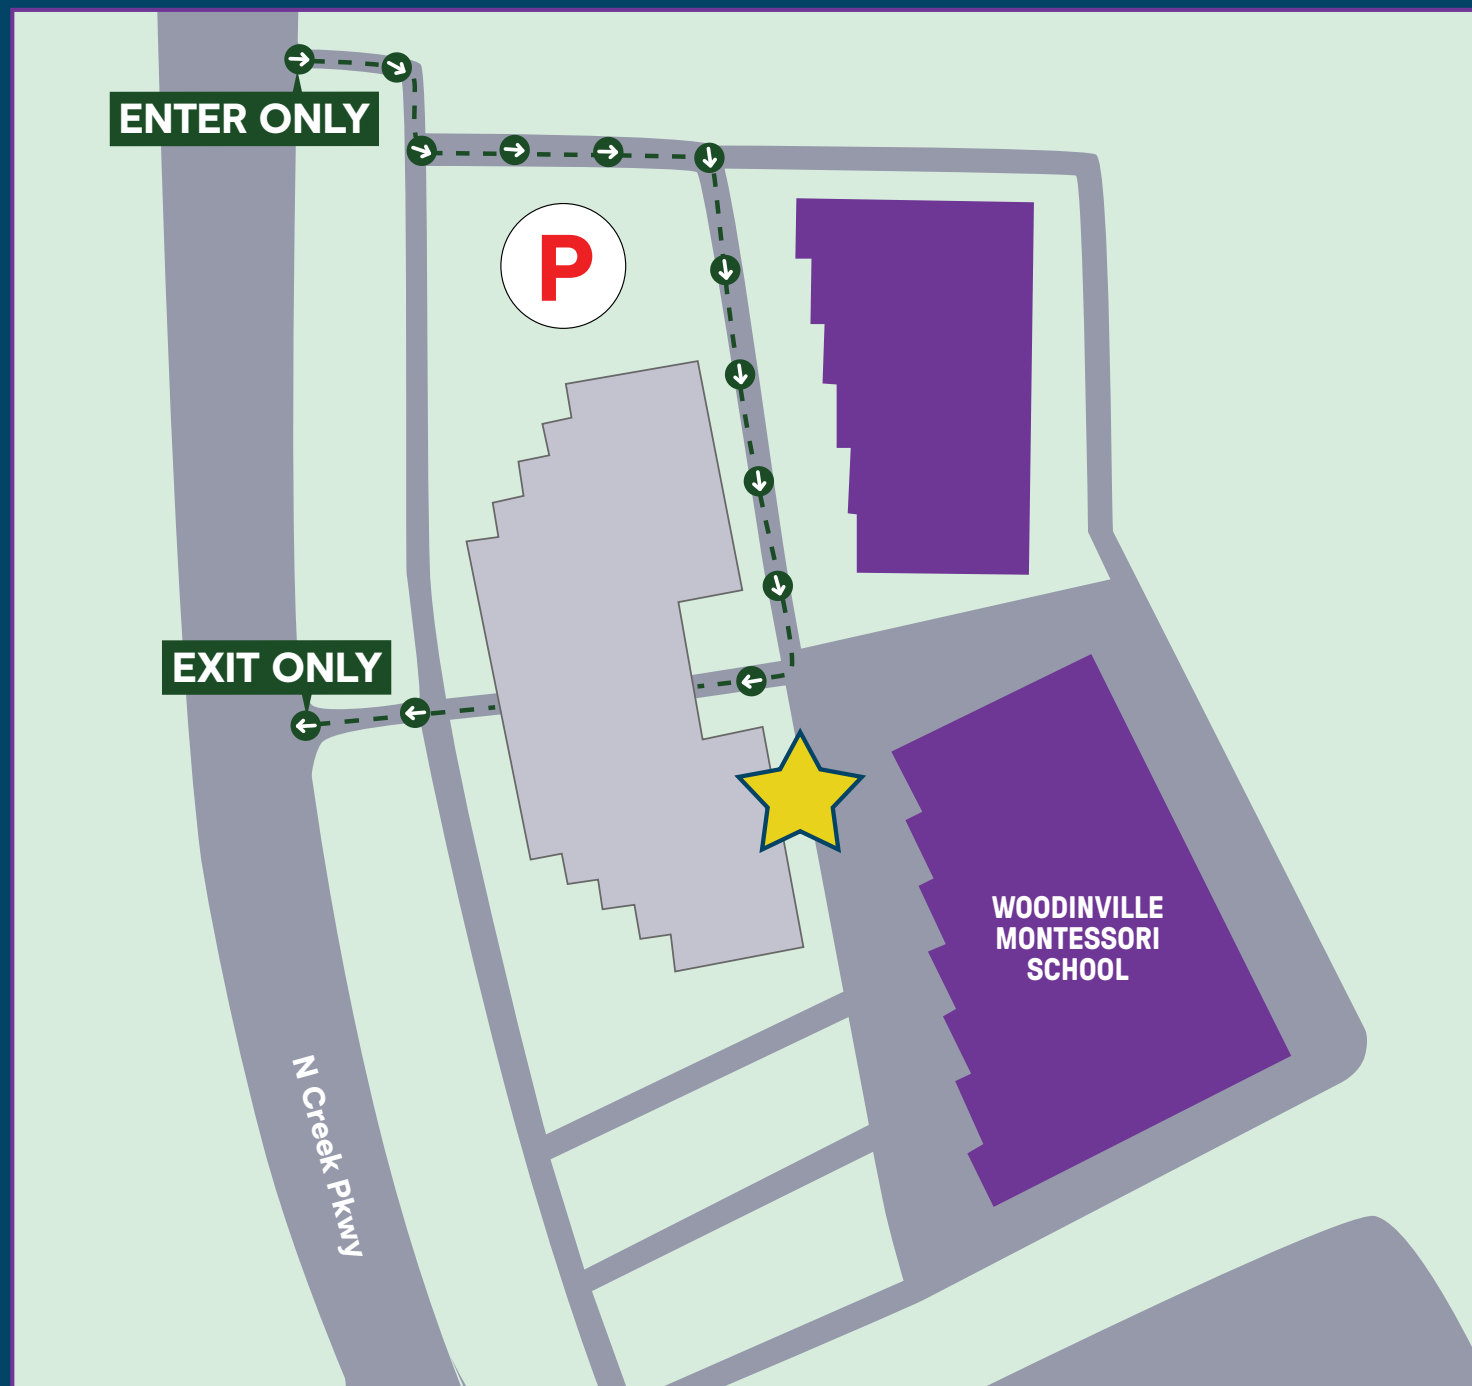 ENTER ONLY
P
EXIT ONLY
WOODINVILLE
MONTESSORI
SCHOOL
N Creek Pkwy